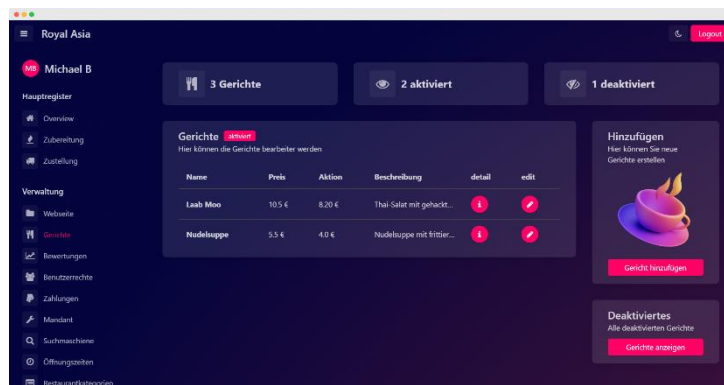 Royal Asia
Logout
MB Michael B
Hauptregister
Overview
Zubereitung
Zustellung
Verwaltung
Webseite
Gerichte
Bewertungen
Benutzerrechte
Zahlungen
Mandant
Suchmaschiene
Öffnungszeiten
Restaurantkategorien
3 Gerichte
2 aktiviert
1 deaktiviert
Gerichte aktiviert
Hier können die Gerichte bearbeiter werden
Name Preis Aktion Beschreibung detail edit
Laab Moo 10.5 € 8.20 € Thai-Salat mit gehackt...
Nudelsuppe 5.5 € 4.0 € Nudelsuppe mit frittier...
Hinzufügen
Hier können Sie neue
Gerichte erstellen
Gericht hinzufügen
Deaktiviertes
Alle deaktivierten Gerichte
Gerichte anzeigen